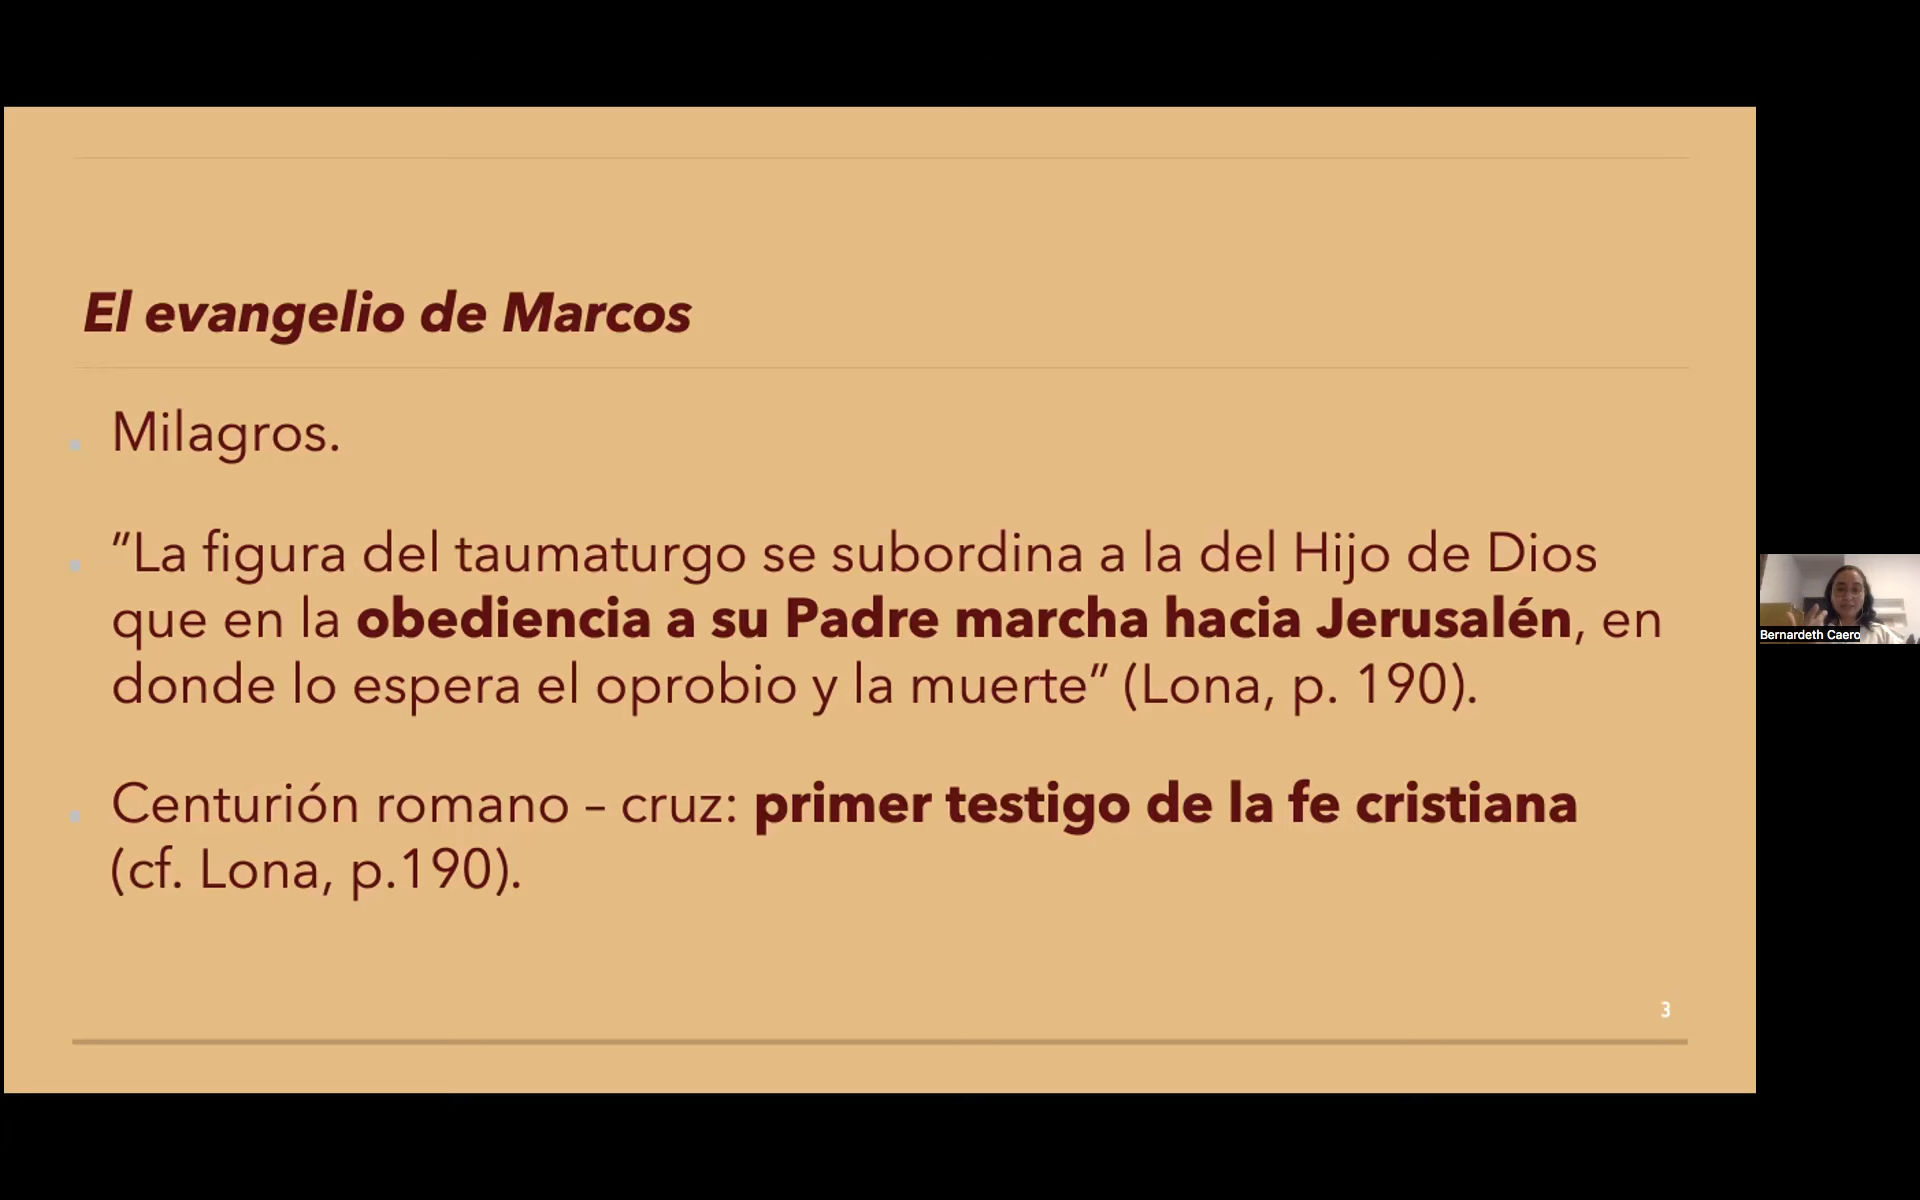 El evangelio de Marcos
Milagros.
"La figura del taumaturgo se subordina a la del Hijo de Dios
que en la obediencia a su Padre marcha hacia Jerusalén, en
donde lo espera el oprobio y la muerte" (Lona, p. 190).
Centurión romano – cruz: primer testigo de la fe cristiana
(cf. Lona, p.190).
3
Bernardeth Caero